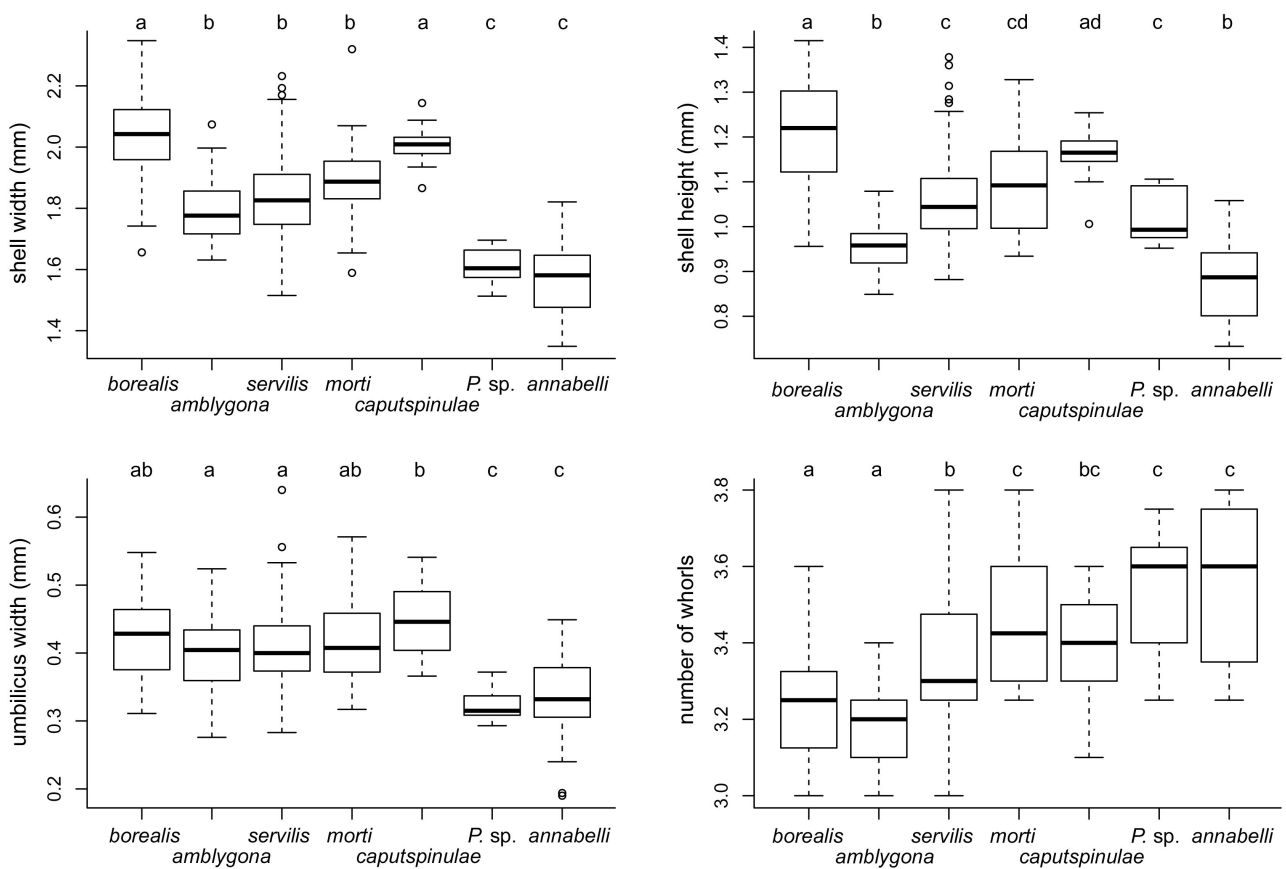 a b b b a c c
shell width (mm)
2.2
2.0
1.8
1.6
1.4
borealis servilis morti P. sp. annabelli
amblygona caputspinulae
a b c cd ad c b
shell height (mm)
1.4
1.3
1.2
1.1
1.0
0.9
0.8
borealis servilis morti P. sp. annabelli
amblygona caputspinulae
ab a a ab b c c
umbilicus width (mm)
0.6
0.5
0.4
0.3
0.2
borealis servilis morti P. sp. annabelli
amblygona caputspinulae
a a b c bc c c
number of whorls
3.8
3.6
3.4
3.2
3.0
borealis servilis morti P. sp. annabelli
amblygona caputspinulae